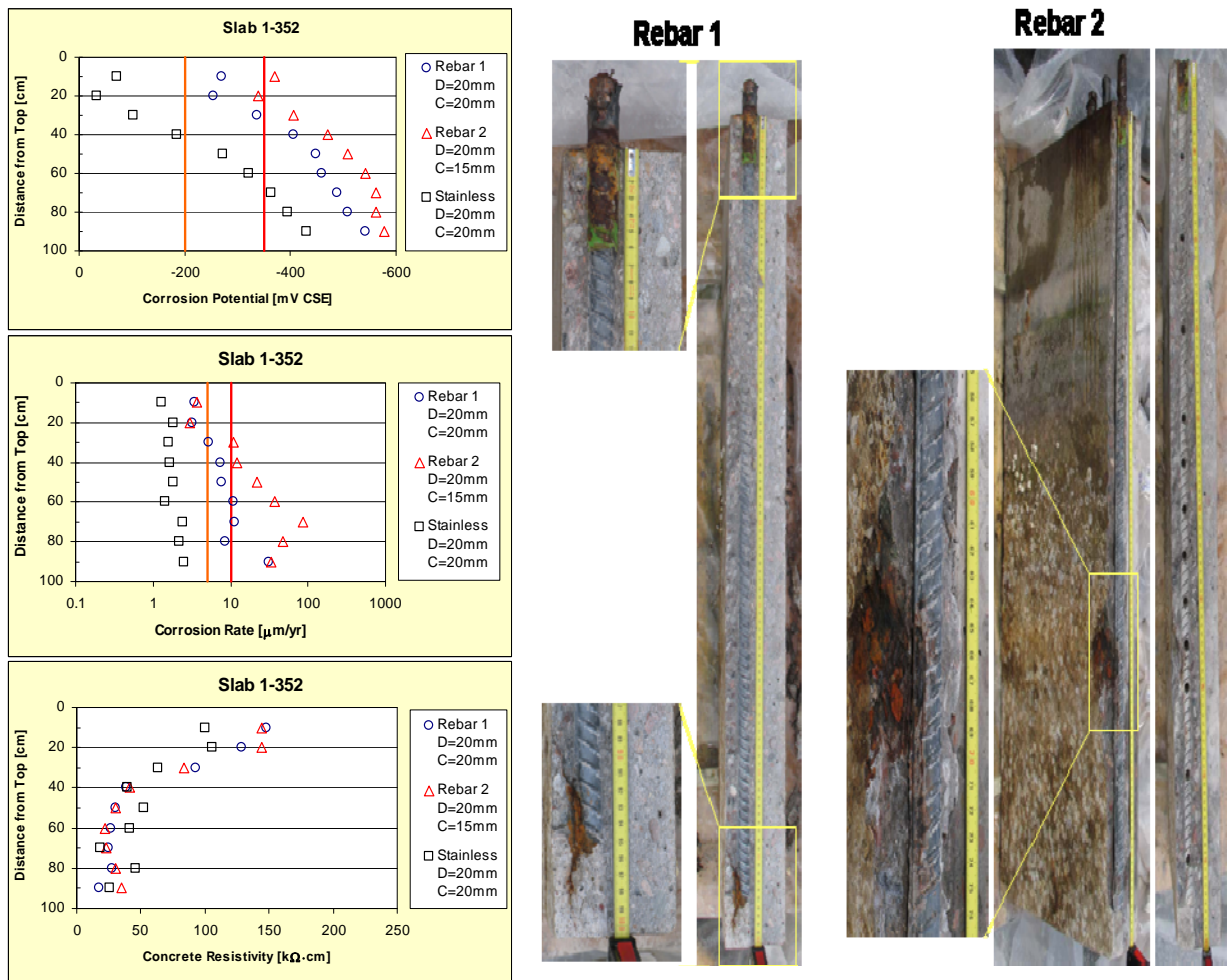 Slab 1-352
Distance from Top [cm]
0
20
40
60
80
100
0
-200
-400
-600
Corrosion Potential [mV CSE]
Rebar 1
D=20mm
C=20mm
Rebar 2
D=20mm
C=15mm
Stainless
D=20mm
C=20mm
Slab 1-352
Distance from Top [cm]
0
20
40
60
80
100
0.1
1
10
100
1000
Corrosion Rate [μm/yr]
Rebar 1
D=20mm
C=20mm
Rebar 2
D=20mm
C=15mm
Stainless
D=20mm
C=20mm
Slab 1-352
Distance from Top [cm]
0
20
40
60
80
100
0
50
100
150
200
250
Concrete Resistivity [kΩ·cm]
Rebar 1
D=20mm
C=20mm
Rebar 2
D=20mm
C=15mm
Stainless
D=20mm
C=20mm
Rebar 1
Rebar 2